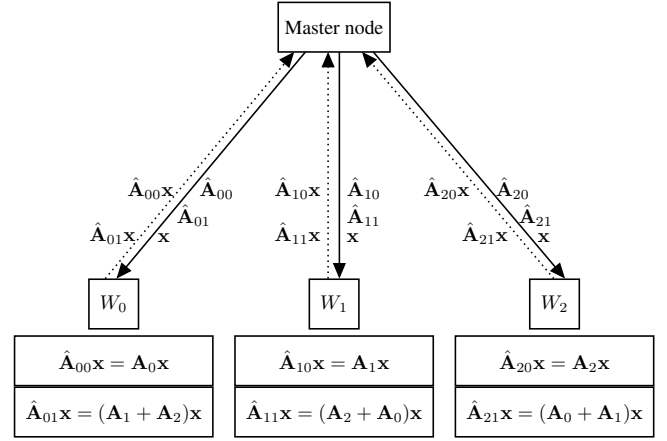 Master node
Â₀₀x Â₀₀ Â₁₀x Â₁₀ Â₂₀x Â₂₀
Â₀₁ Â₁₁ Â₂₁
Â₀₁x x Â₁₁x x Â₂₁x x
W₀ W₁ W₂
Â₀₀x = A₀x Â₁₀x = A₁x Â₂₀x = A₂x
Â₀₁x = (A₁ + A₂)x Â₁₁x = (A₂ + A₀)x Â₂₁x = (A₀ + A₁)x